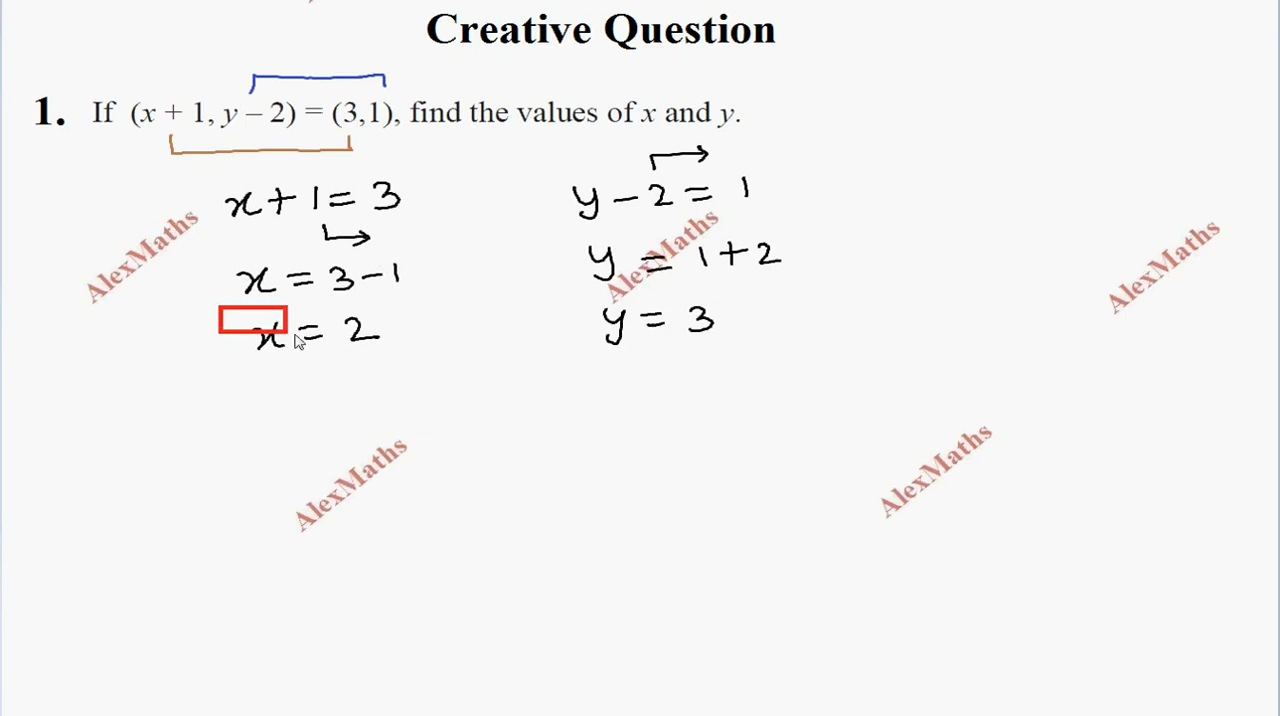 Creative Question
1. If (x + 1, y – 2) = (3,1), find the values of x and y.
x + 1 = 3
x = 3 - 1
x = 2
y - 2 = 1
y = 1 + 2
y = 3
AlexMaths
AlexMaths
AlexMaths
AlexMaths
AlexMaths